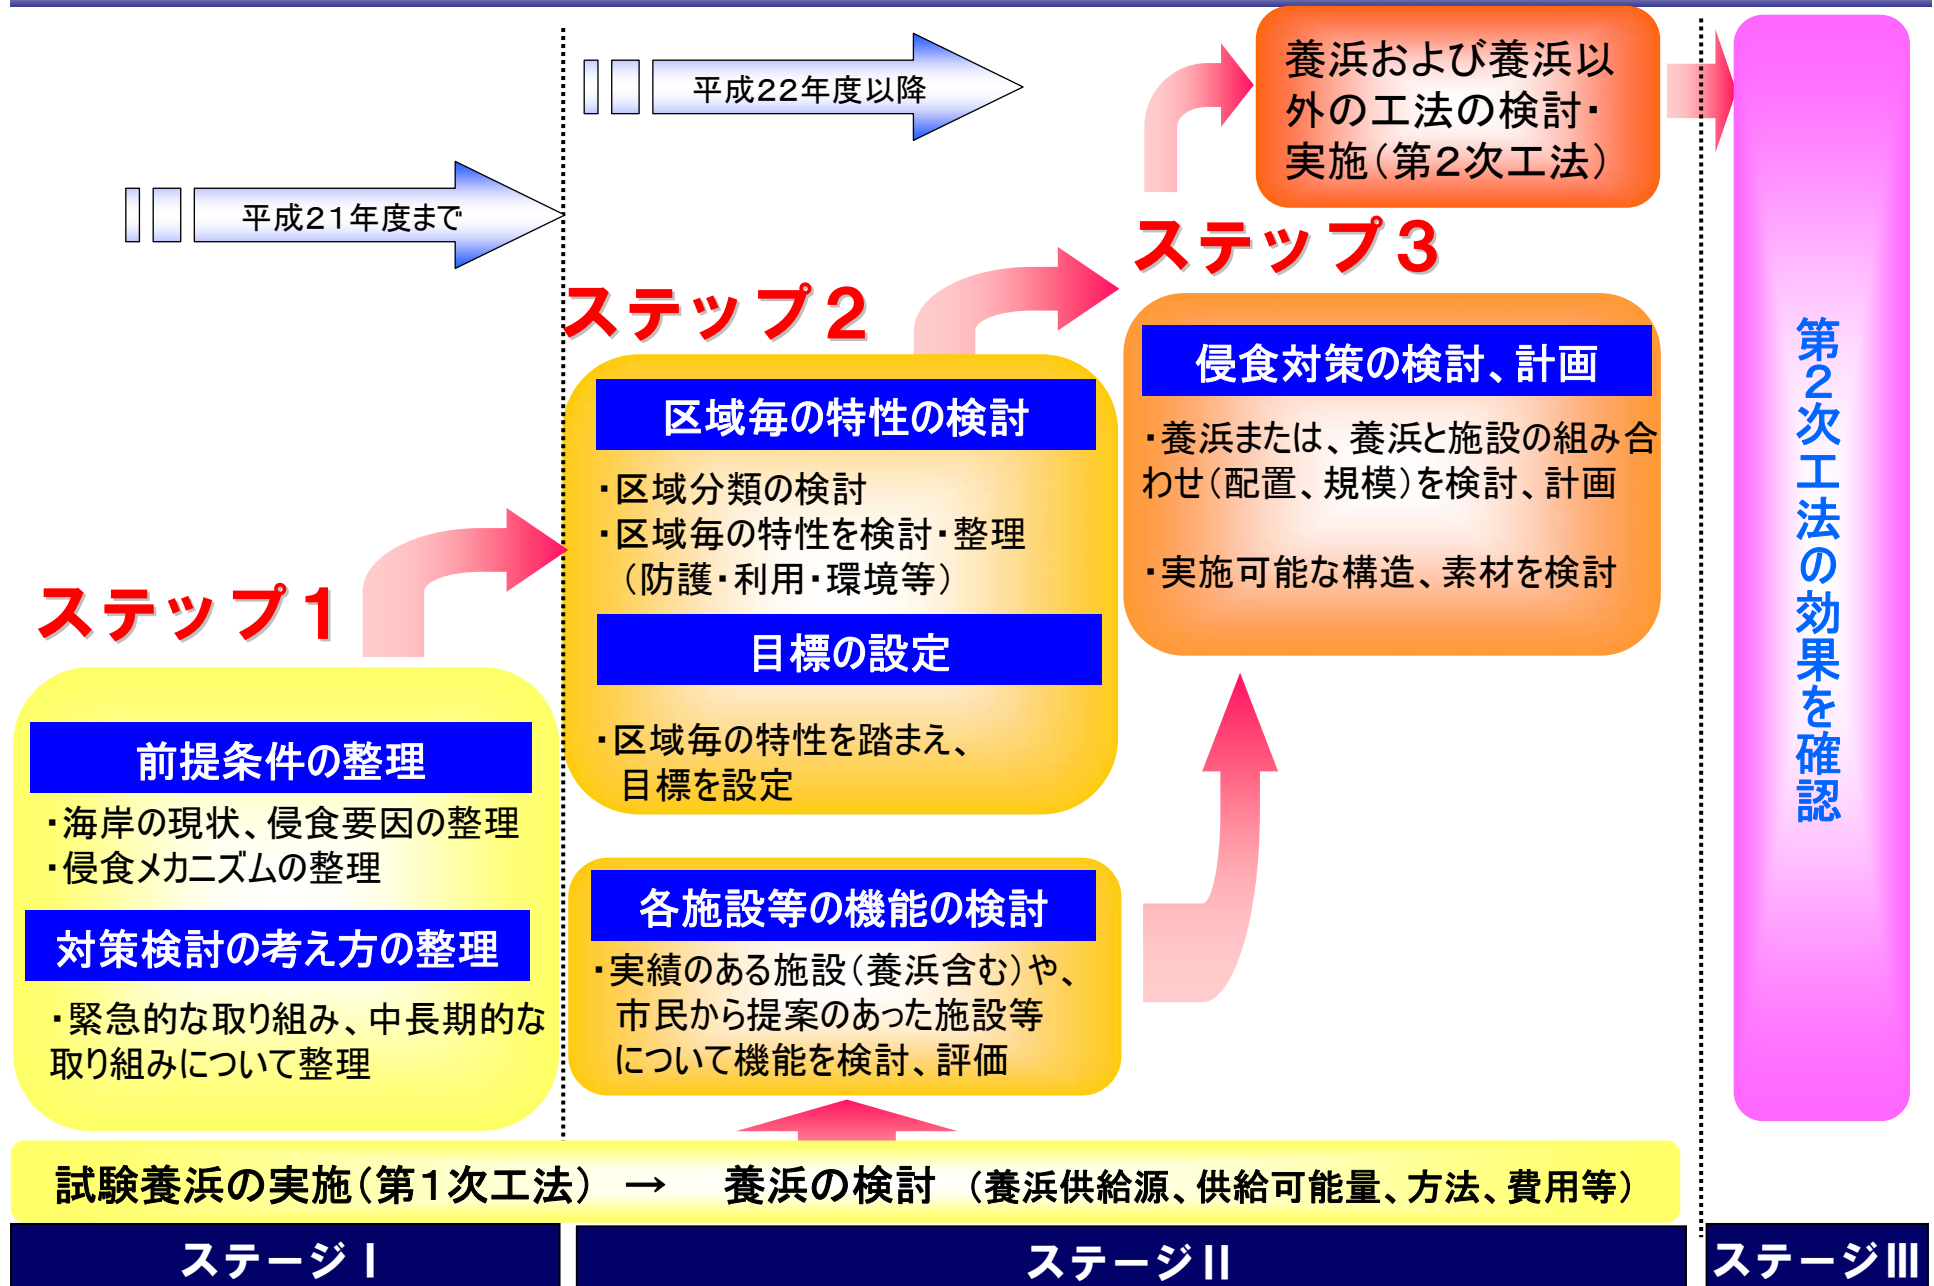 平成21年度まで
平成22年度以降
ステップ1
前提条件の整理
・海岸の現状、侵食要因の整理
・侵食メカニズムの整理
対策検討の考え方の整理
・緊急的な取り組み、中長期的な
取り組みについて整理
ステップ2
区域毎の特性の検討
・区域分類の検討
・区域毎の特性を検討・整理
（防護・利用・環境等）
目標の設定
・区域毎の特性を踏まえ、
目標を設定
各施設等の機能の検討
・実績のある施設（養浜含む）や、
市民から提案のあった施設等
について機能を検討、評価
ステップ3
侵食対策の検討、計画
・養浜または、養浜と施設の組み合
わせ（配置、規模）を検討、計画
・実施可能な構造、素材を検討
養浜および養浜以
外の工法の検討・
実施（第2次工法）
第2次工法の効果を確認
試験養浜の実施（第1次工法） → 養浜の検討 （養浜供給源、供給可能量、方法、費用等）
ステージⅠ
ステージⅡ
ステージⅢ